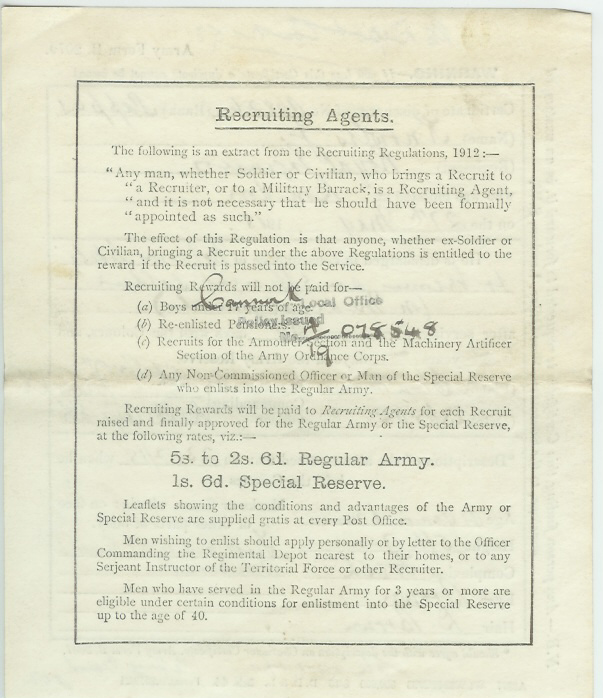 Recruiting Agents.
The following is an extract from the Recruiting Regulations, 1912:—
"Any man, whether Soldier or Civilian, who brings a Recruit to
"a Recruiter, or to a Military Barrack, is a Recruiting Agent,
"and it is not necessary that he should have been formally
"appointed as such."
The effect of this Regulation is that anyone, whether ex-Soldier or
Civilian, bringing a Recruit under the above Regulations is entitled to the
reward if the Recruit is passed into the Service.
Recruiting Rewards will not be paid for—
Cannock Local Office
(a) Boys under 17 years of age.
Policy Issued
(b) Re-enlisted Pensioners.
No. A 078548
(c) Recruits for the Armourer Section and the Machinery Artificer
Section of the Army Ordnance Corps.
19
(d) Any Non-Commissioned Officer or Man of the Special Reserve
who enlists into the Regular Army.
Recruiting Rewards will be paid to Recruiting Agents for each Recruit
raised and finally approved for the Regular Army or the Special Reserve,
at the following rates, viz.:—
5s. to 2s. 6d. Regular Army.
1s. 6d. Special Reserve.
Leaflets showing the conditions and advantages of the Army or
Special Reserve are supplied gratis at every Post Office.
Men wishing to enlist should apply personally or by letter to the Officer
Commanding the Regimental Depot nearest to their homes, or to any
Serjeant Instructor of the Territorial Force or other Recruiter.
Men who have served in the Regular Army for 3 years or more are
eligible under certain conditions for enlistment into the Special Reserve
up to the age of 40.